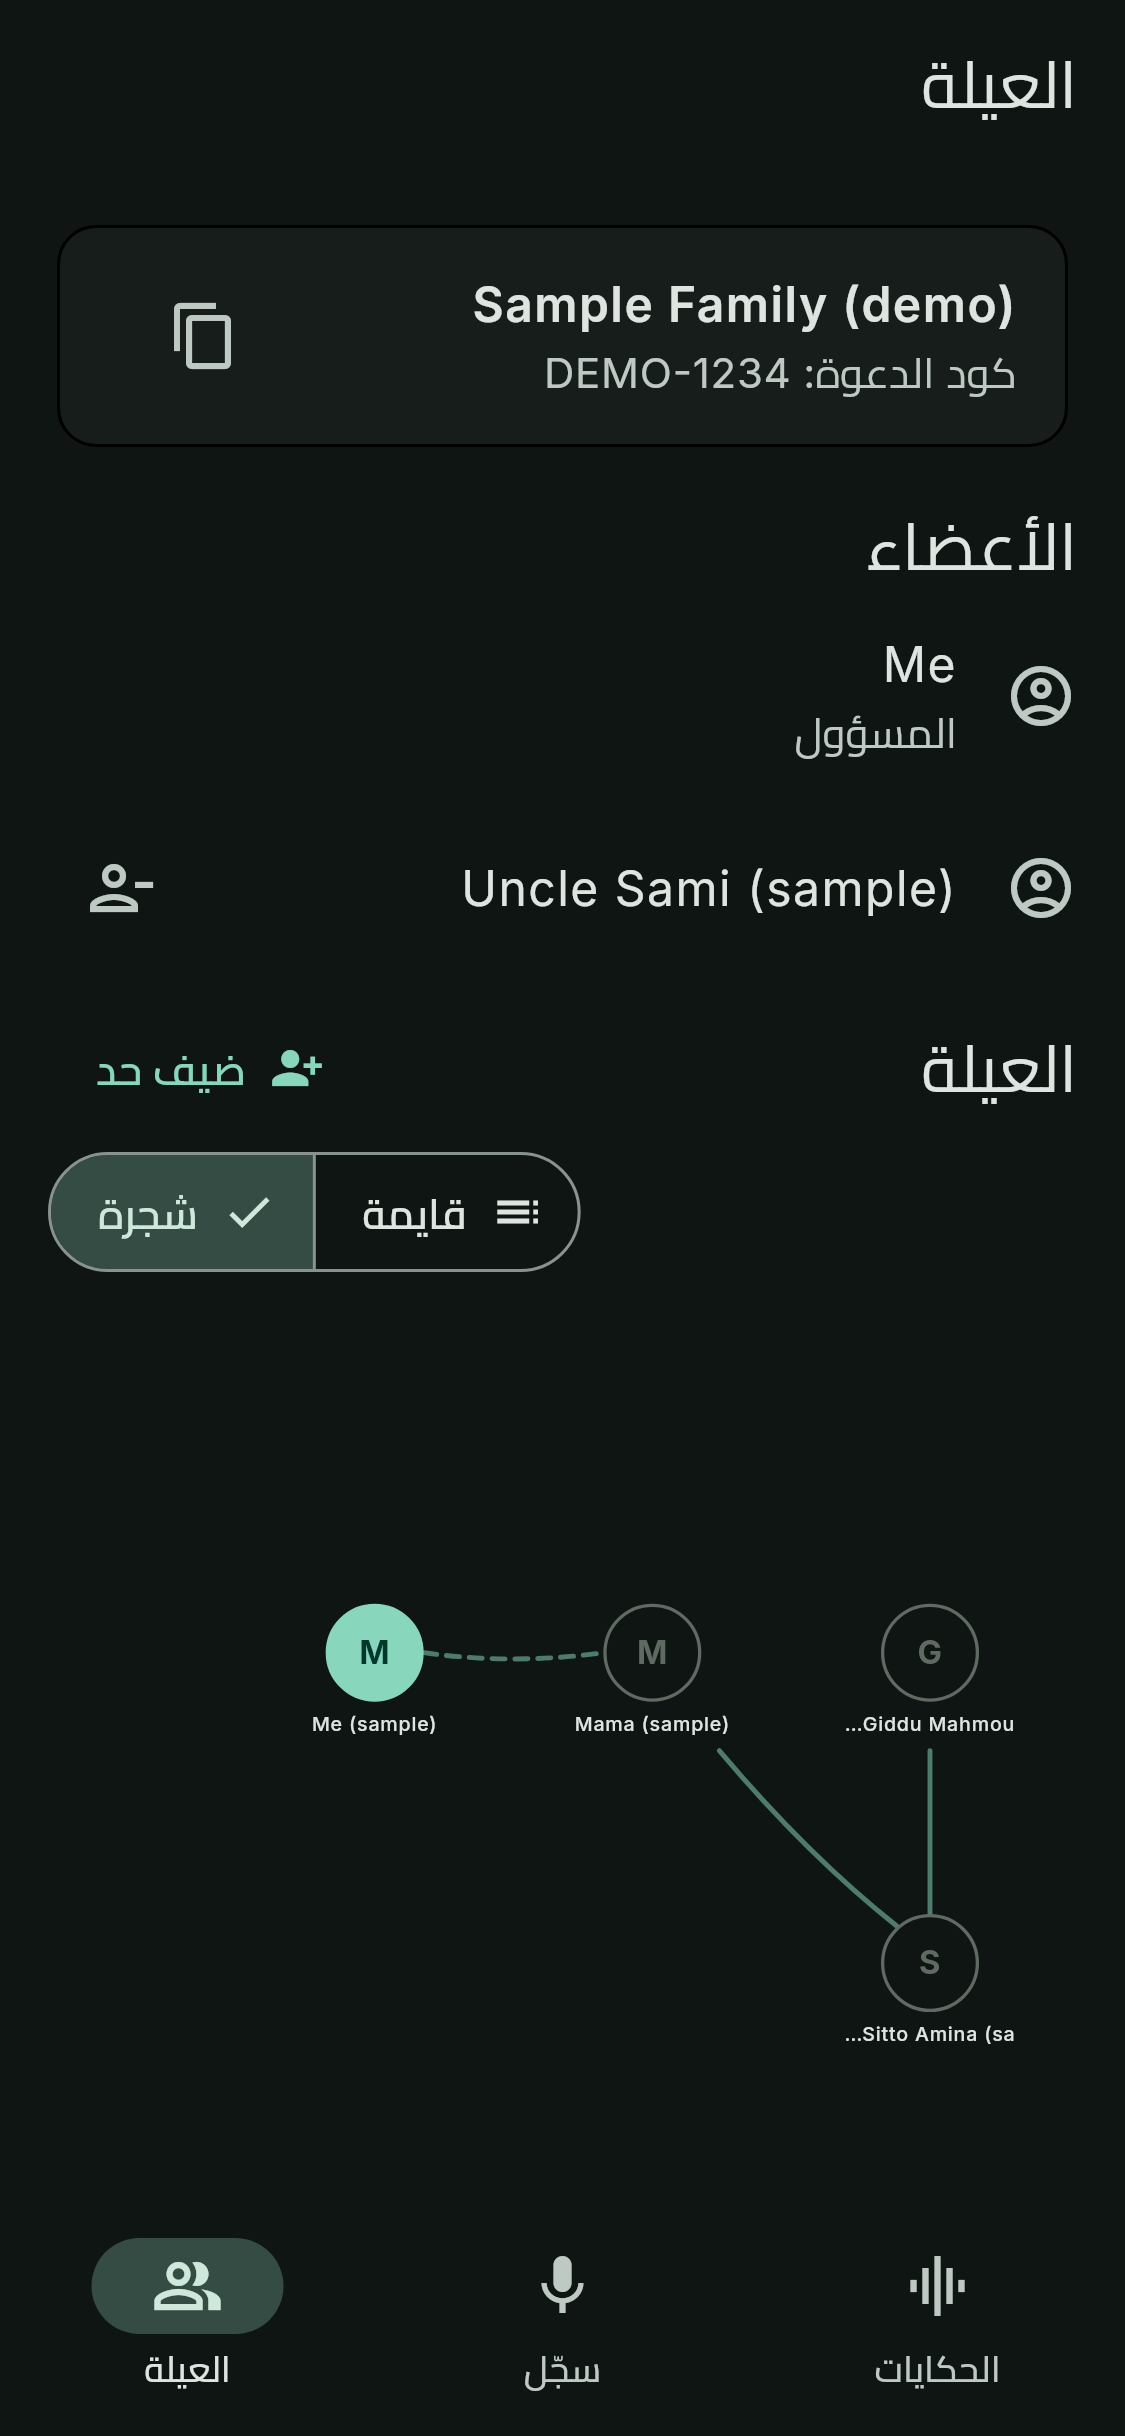 العيلة
Sample Family (demo)
كود الدعوة: DEMO-1234
الأعضاء
Me
المسؤول
Uncle Sami (sample)
العيلة
ضيف حد
قايمة
شجرة
G
M
M
Giddu Mahmou...
Mama (sample)
Me (sample)
S
Sitto Amina (sa...
الحكايات
سجّل
العيلة